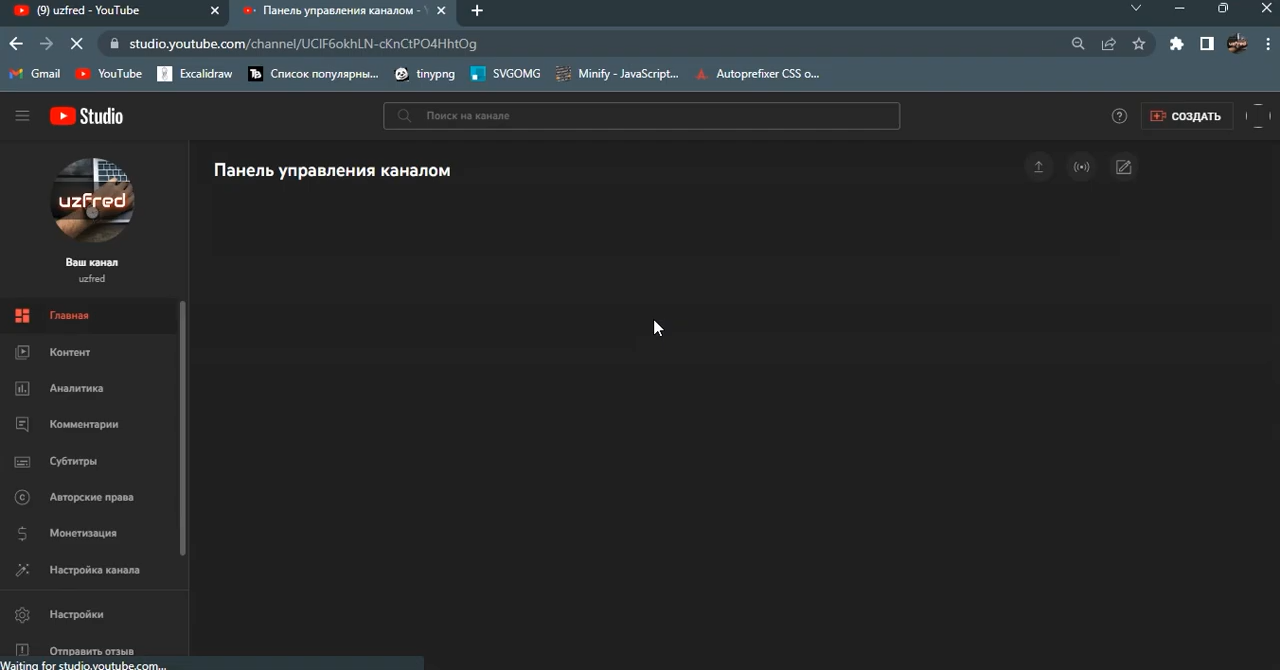 (9) uzfred - YouTube
Панель управления каналом -
studio.youtube.com/channel/UCIF6okhLN-cKnCtPO4HhtOg
Gmail
YouTube
Excalidraw
Список популярны...
tinypng
SVGOMG
Minify - JavaScript...
Autoprefixer CSS o...
Studio
Поиск на канале
СОЗДАТЬ
uzfred
Ваш канал
uzfred
Панель управления каналом
Главная
Контент
Аналитика
Комментарии
Субтитры
Авторские права
Монетизация
Настройка канала
Настройки
Отправить отзыв
Waiting for studio.youtube.com...